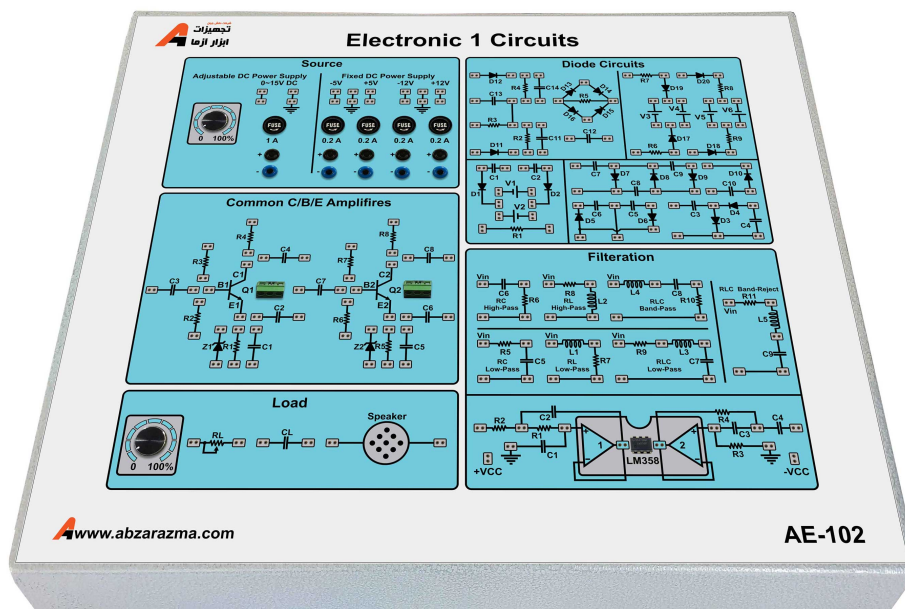 شرکت دانش بنیان
تجهیزات
ابزار آزما
Electronic 1 Circuits
Source
Adjustable DC Power Supply
0~15V DC
Fixed DC Power Supply
-5V +5V -12V +12V
0 100%
FUSE FUSE FUSE FUSE FUSE
1 A 0.2 A 0.2 A 0.2 A 0.2 A
+ + + + +
- - - - -
Diode Circuits
D12 R4 C14 D13 D14 R7 D19 D20 R8
C13 R5 V3 V4 V5 V6
R3 R2 C11 D16 D15 C12 D17 R9
D11 R6 D18
C1 C2 C7 D7 D8 C9 D9 D10
D1 V1 D2 C8 C10
V2 C6 C5 C3 D4
R1 D5 D6 D3 C4
Common C/B/E Amplifires
R4 C4 R8 C8
R3 C1 R7 C2
C3 B1 Q1 C7 B2 Q2
E1 E2
R2 C2 R6 C6
Z1 R1 C1 Z2 R5 C5
Filteration
Vin Vin Vin
C6 R8 L4 C8
RC
High-Pass
R6
RL
High-Pass
L2
RLC
Band-Pass
R10
RLC Band-Reject
R11
Vin
L5
C9
Vin Vin Vin
R5 L1 R9 L3
RC
Low-Pass
C5
RL
Low-Pass
R7
RLC
Low-Pass
C7
Load
0 100%
RL CL Speaker
R2 C2 R4 C4
R1 C3
C1 1 2 R3
+ +
- -
LM358
+VCC -VCC
www.abzarazma.com
AE-102